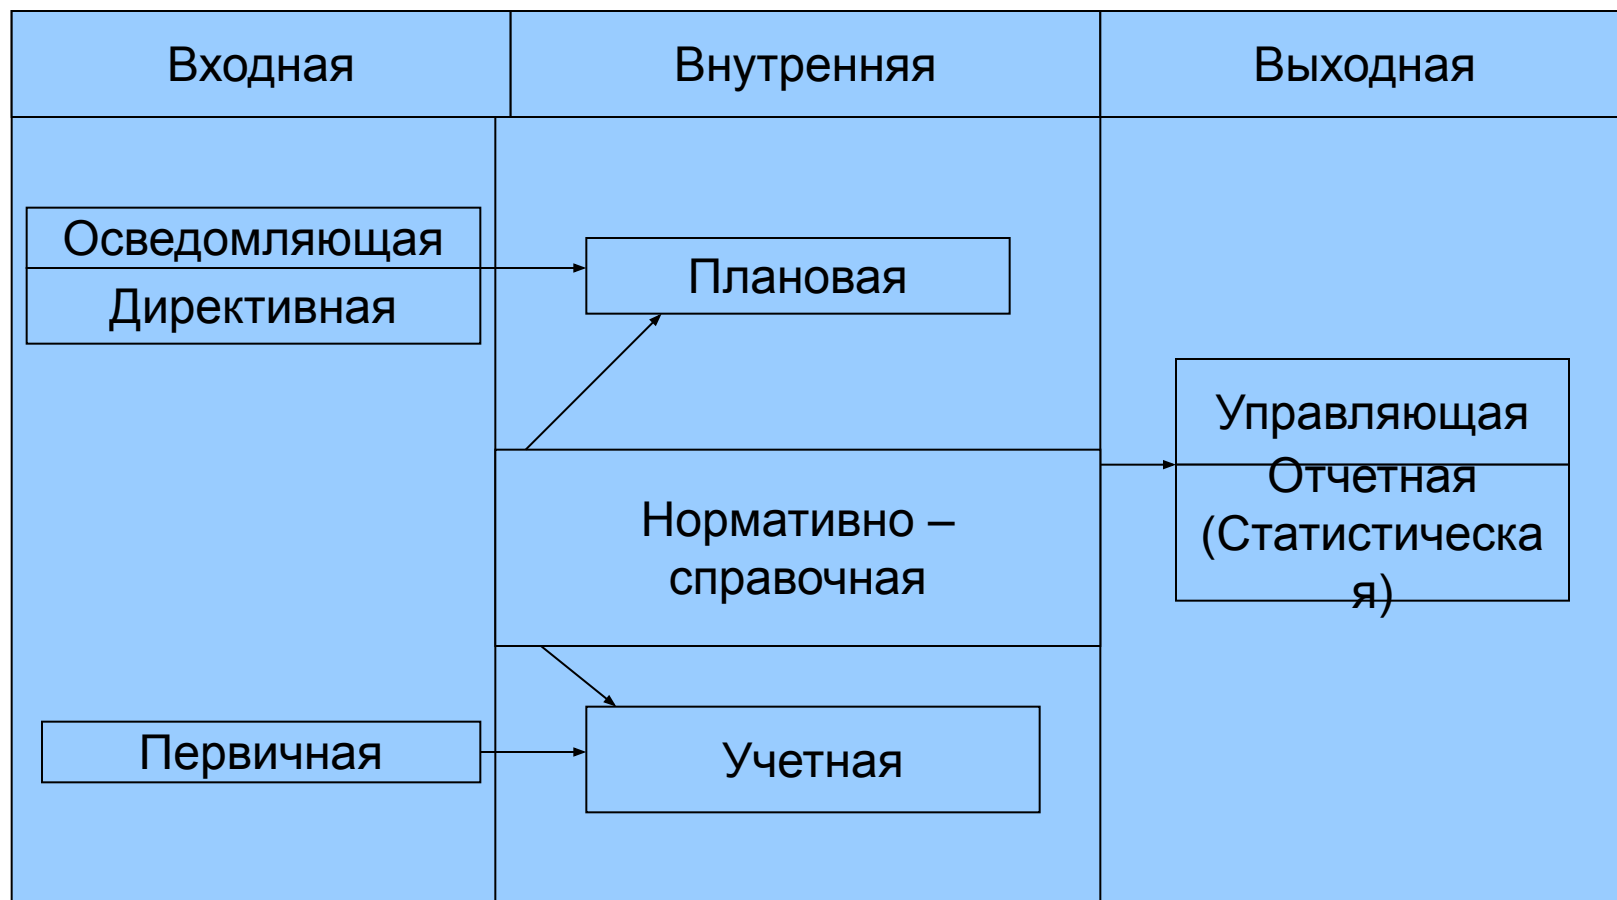 Входная
Внутренняя
Выходная
Осведомляющая
Директивная
Первичная
Плановая
Нормативно –
справочная
Учетная
Управляющая
Отчетная
(Статистическа
я)